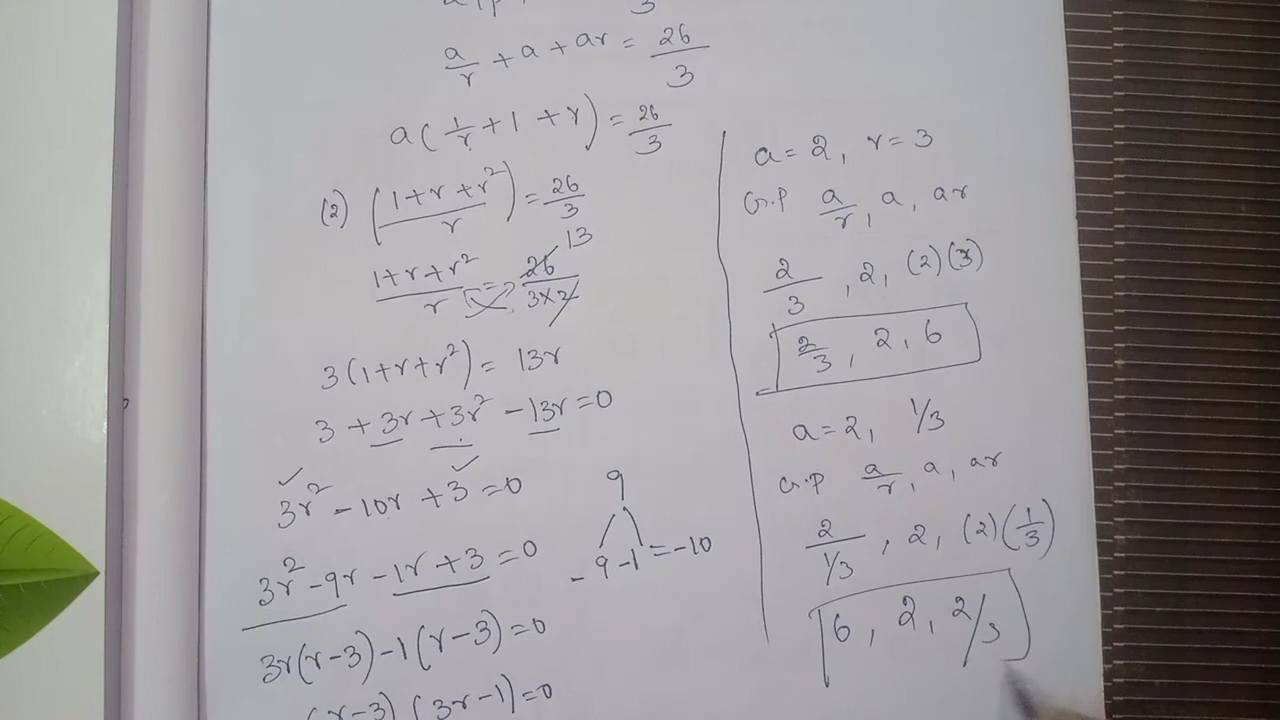 a/r + a + ar = 26/3
a(1/r + 1 + r) = 26/3
(2) ((1+r+r²)/r) = 26/3
13
(1+r+r²)/r = 26/(3×2)
3(1+r+r²) = 13r
3 + 3r + 3r² - 13r = 0
3r² - 10r + 3 = 0
9
-9 -1 = -10
3r² - 9r - 1r + 3 = 0
3r(r-3) - 1(r-3) = 0
(r-3) (3r-1) = 0
a = 2, r = 3
G.P a/r, a, ar
2/3, 2, (2)(3)
2/3, 2, 6
a = 2, 1/3
G.P a/r, a, ar
2/(1/3), 2, (2)(1/3)
6, 2, 2/3